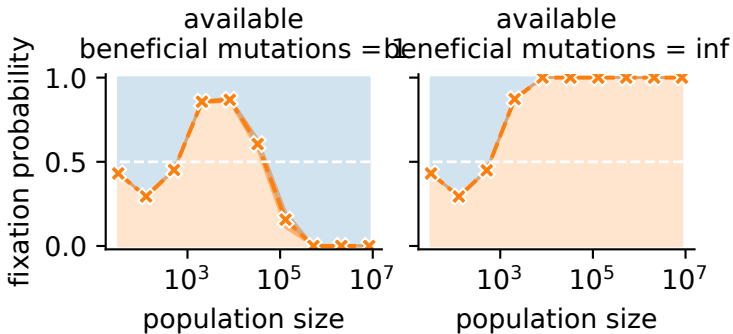 available
beneficial mutations = 1
available
beneficial mutations = inf
fixation probability
1.0
0.5
0.0
10³
10⁵
10⁷
population size
10³
10⁵
10⁷
population size